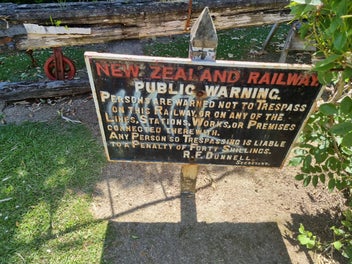 NEW ZEALAND RAILWAY.
PUBLIC WARNING.
PERSONS ARE WARNED NOT TO TRESPASS
ON THIS RAILWAY, OR ON ANY OF THE
LINES, STATIONS, WORKS, OR PREMISES
CONNECTED THEREWITH.
ANY PERSON SO TRESPASSING IS LIABLE
TO A PENALTY OF FORTY SHILLINGS.
R.F. DUNNELL.
SECRETARY.